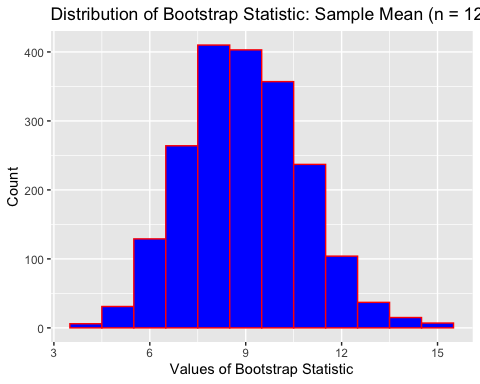 Distribution of Bootstrap Statistic: Sample Mean (n = 12
400
300
200
100
0
Count
3 6 9 12 15
Values of Bootstrap Statistic